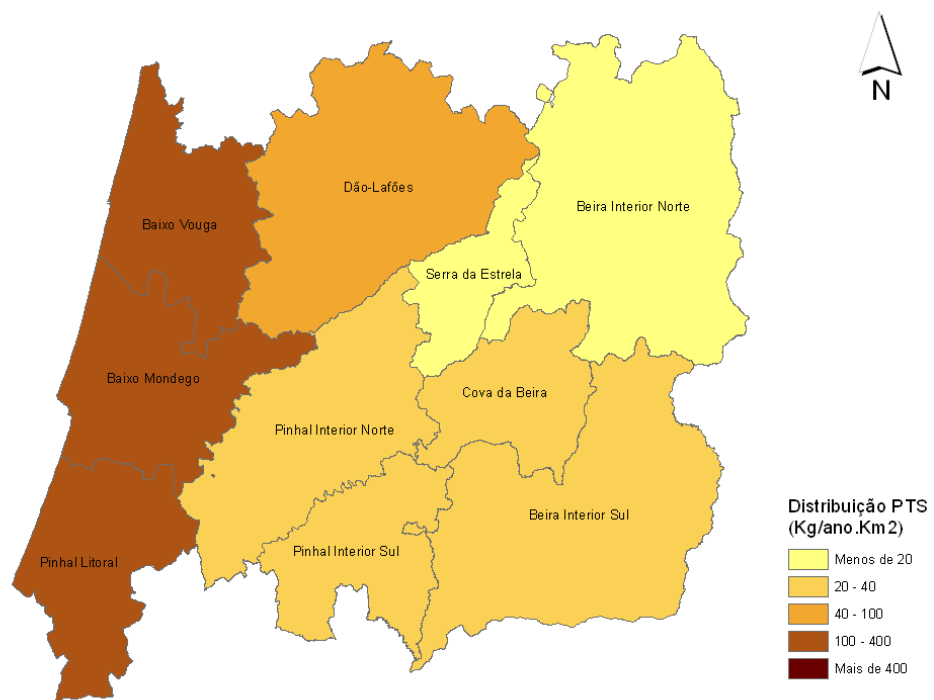 N
Dão-Lafões
Beira Interior Norte
Baixo Vouga
Serra da Estrela
Baixo Mondego
Cova da Beira
Pinhal Interior Norte
Beira Interior Sul
Pinhal Interior Sul
Pinhal Litoral
Distribuição PTS
(Kg/ano.Km2)
Menos de 20
20 - 40
40 - 100
100 - 400
Mais de 400